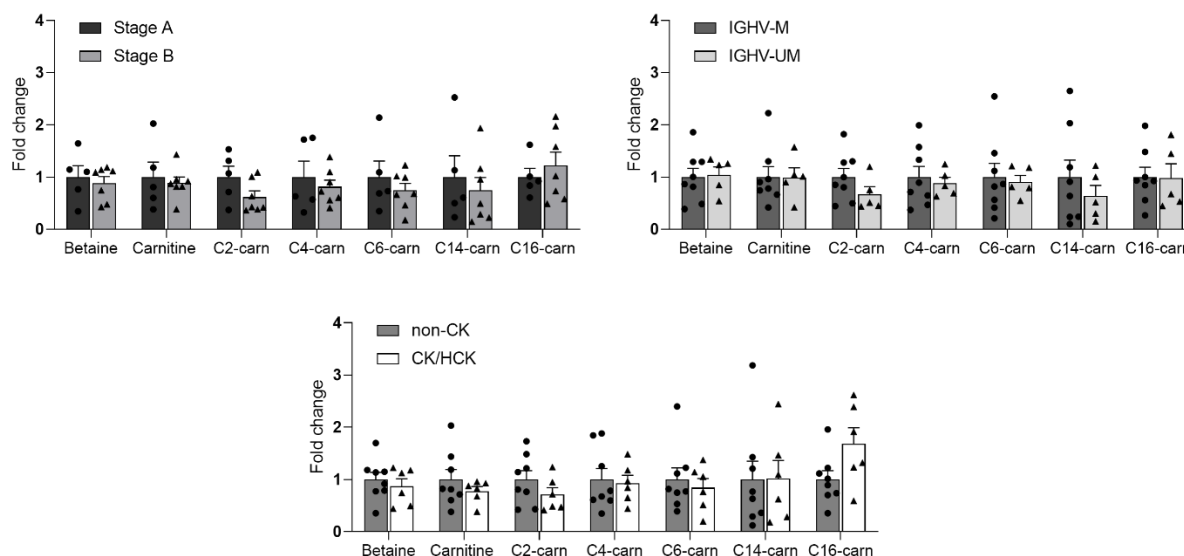 4
3
2
1
0
Fold change
Stage A
Stage B
Betaine Carnitine C2-carn C4-carn C6-carn C14-carn C16-carn
4
3
2
1
0
Fold change
IGHV-M
IGHV-UM
Betaine Carnitine C2-carn C4-carn C6-carn C14-carn C16-carn
4
3
2
1
0
Fold change
non-CK
CK/HCK
Betaine Carnitine C2-carn C4-carn C6-carn C14-carn C16-carn